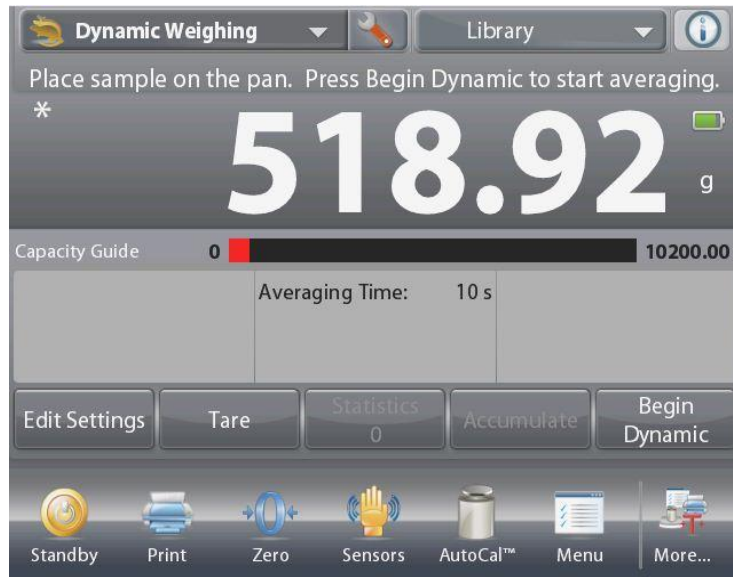 Dynamic Weighing
Library
Place sample on the pan. Press Begin Dynamic to start averaging.
*
518.92
g
Capacity Guide 0 10200.00
Averaging Time: 10 s
Edit Settings
Tare
Statistics
0
Accumulate
Begin
Dynamic
Standby
Print
Zero
Sensors
AutoCal™
Menu
More...